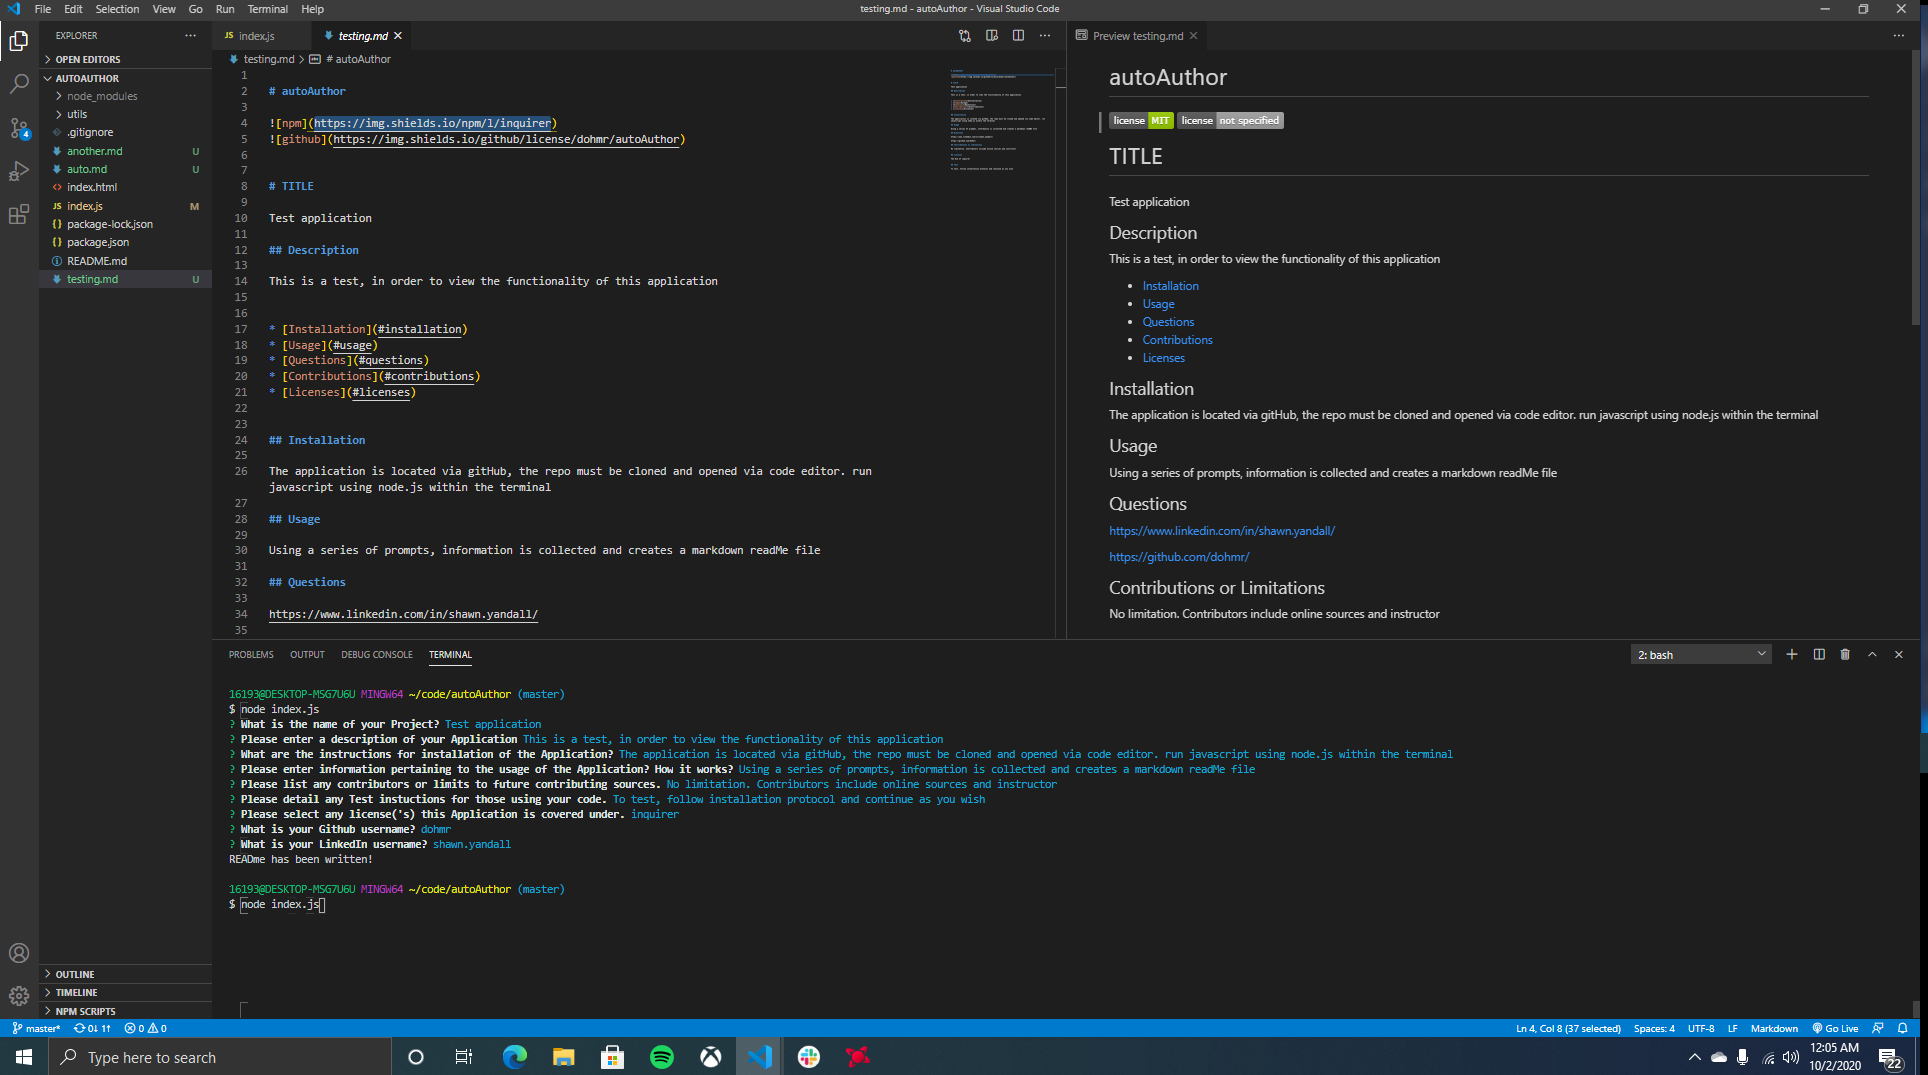 File Edit Selection View Go Run Terminal Help
testing.md - autoAuthor - Visual Studio Code
EXPLORER
OPEN EDITORS
AUTOAUTHOR
node_modules
utils
.gitignore
another.md U
auto.md U
index.html
JS index.js M
{} package-lock.json
{} package.json
README.md
testing.md U
OUTLINE
TIMELINE
NPM SCRIPTS
4
JS index.js
testing.md
testing.md > # autoAuthor
1
2 # autoAuthor
3
4 ![npm](https://img.shields.io/npm/l/inquirer)
5 ![github](https://img.shields.io/github/license/dohmr/autoAuthor)
6
7
8 # TITLE
9
10 Test application
11
12 ## Description
13
14 This is a test, in order to view the functionality of this application
15
16
17 * [Installation](#installation)
18 * [Usage](#usage)
19 * [Questions](#questions)
20 * [Contributions](#contributions)
21 * [Licenses](#licenses)
22
23
24 ## Installation
25
26 The application is located via gitHub, the repo must be cloned and opened via code editor. run
javascript using node.js within the terminal
27
28 ## Usage
29
30 Using a series of prompts, information is collected and creates a markdown readMe file
31
32 ## Questions
33
34 https://www.linkedin.com/in/shawn.yandall/
35
Preview testing.md
autoAuthor
license MIT license not specified
TITLE
Test application
Description
This is a test, in order to view the functionality of this application
• Installation
• Usage
• Questions
• Contributions
• Licenses
Installation
The application is located via gitHub, the repo must be cloned and opened via code editor. run javascript using node.js within the terminal
Usage
Using a series of prompts, information is collected and creates a markdown readMe file
Questions
https://www.linkedin.com/in/shawn.yandall/
https://github.com/dohmr/
Contributions or Limitations
No limitation. Contributors include online sources and instructor
PROBLEMS OUTPUT DEBUG CONSOLE TERMINAL
2: bash
16193@DESKTOP-MSG7U6U MINGW64 ~/code/autoAuthor (master)
$ node index.js
? What is the name of your Project? Test application
? Please enter a description of your Application This is a test, in order to view the functionality of this application
? What are the instructions for installation of the Application? The application is located via gitHub, the repo must be cloned and opened via code editor. run javascript using node.js within the terminal
? Please enter information pertaining to the usage of the Application? How it works? Using a series of prompts, information is collected and creates a markdown readMe file
? Please list any contributors or limits to future contributing sources. No limitation. Contributors include online sources and instructor
? Please detail any Test instuctions for those using your code. To test, follow installation protocol and continue as you wish
? Please select any license('s) this Application is covered under. inquirer
? What is your Github username? dohmr
? What is your LinkedIn username? shawn.yandall
READme has been written!
16193@DESKTOP-MSG7U6U MINGW64 ~/code/autoAuthor (master)
$ node index.js
master* 0↓ 1↑ 0 0
Ln 4, Col 8 (37 selected) Spaces: 4 UTF-8 LF Markdown Go Live
Type here to search
12:05 AM
10/2/2020
22